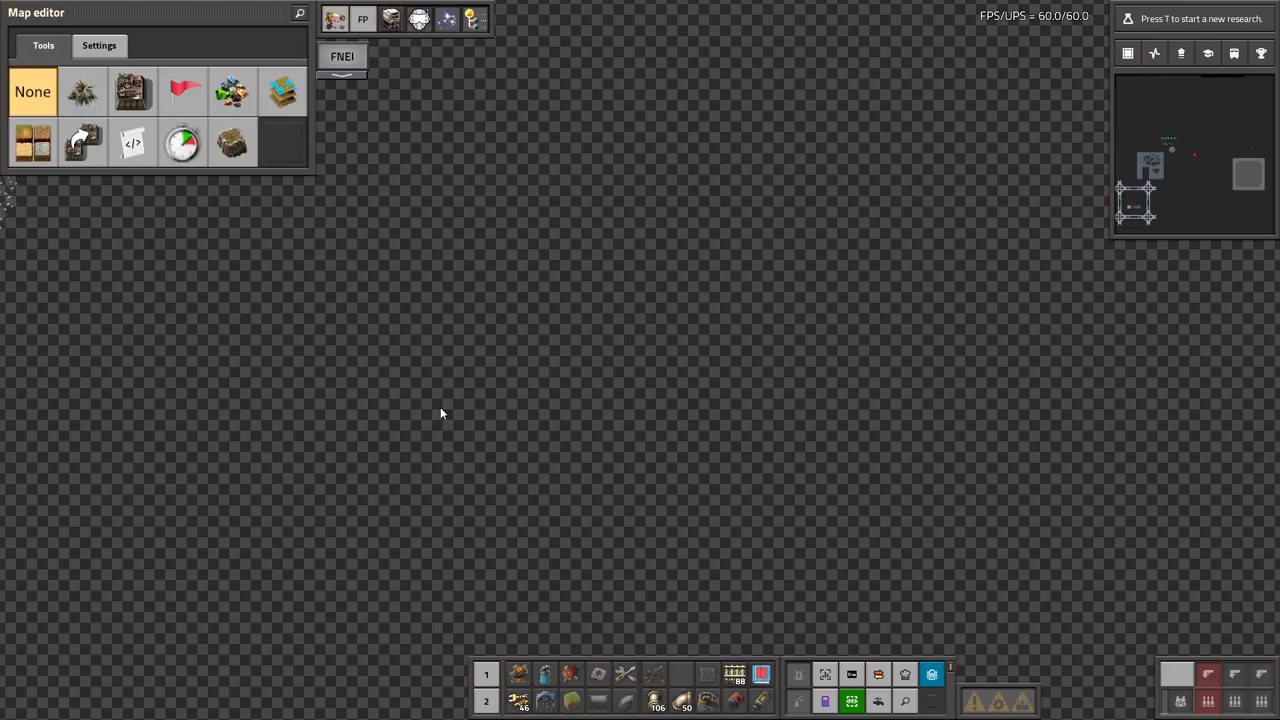 Map editor
Tools
Settings
None
</>
FP
FNEI
FPS/UPS = 60.0/60.0
Press T to start a new research.
1
88
2
46
106
50